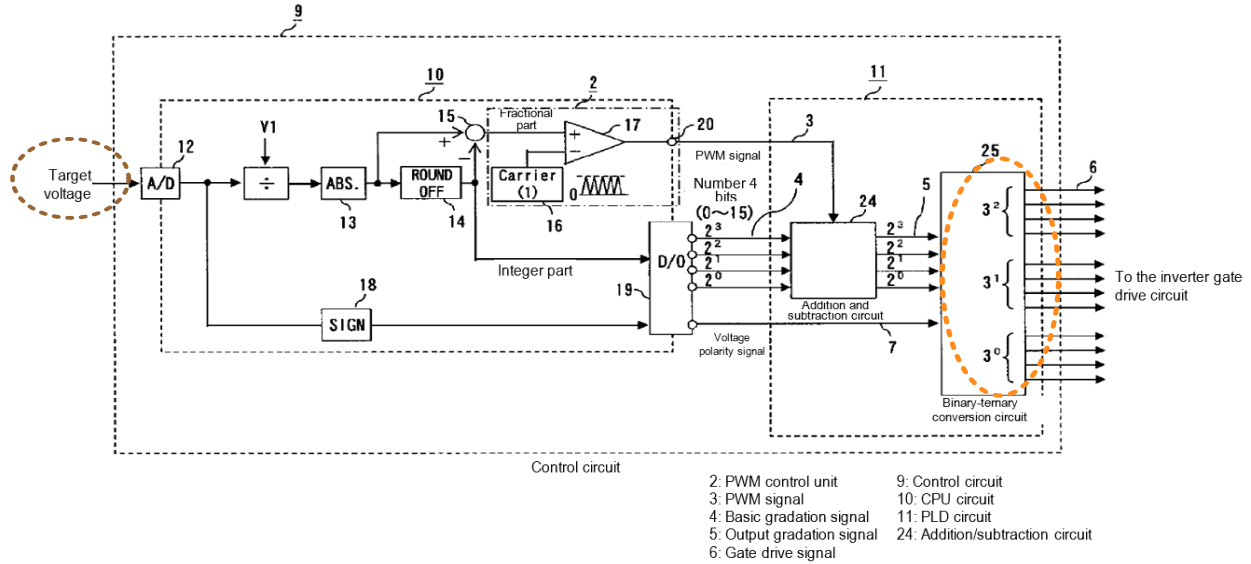 9
10
2
11
Target
voltage
12
A/D
V1
÷
ABS.
13
ROUND
OFF
14
15
+
−
Fractional
part
17
+
−
Carrier
(1)
16
0
20
PWM signal
3
Number 4
bits
(0~15)
4
24
5
25
6
18
SIGN
Integer part
D/O
19
2³
2²
2¹
2⁰
Addition and
subtraction circuit
2³
2²
2¹
2⁰
Voltage
polarity signal
7
3²
3¹
3⁰
Binary-ternary
conversion circuit
To the inverter gate
drive circuit
Control circuit
2: PWM control unit
3: PWM signal
4: Basic gradation signal
5: Output gradation signal
6: Gate drive signal
9: Control circuit
10: CPU circuit
11: PLD circuit
24: Addition/subtraction circuit